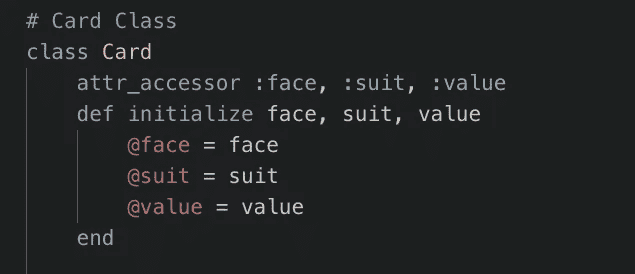 # Card Class
class Card
    attr_accessor :face, :suit, :value
    def initialize face, suit, value
        @face = face
        @suit = suit
        @value = value
    end